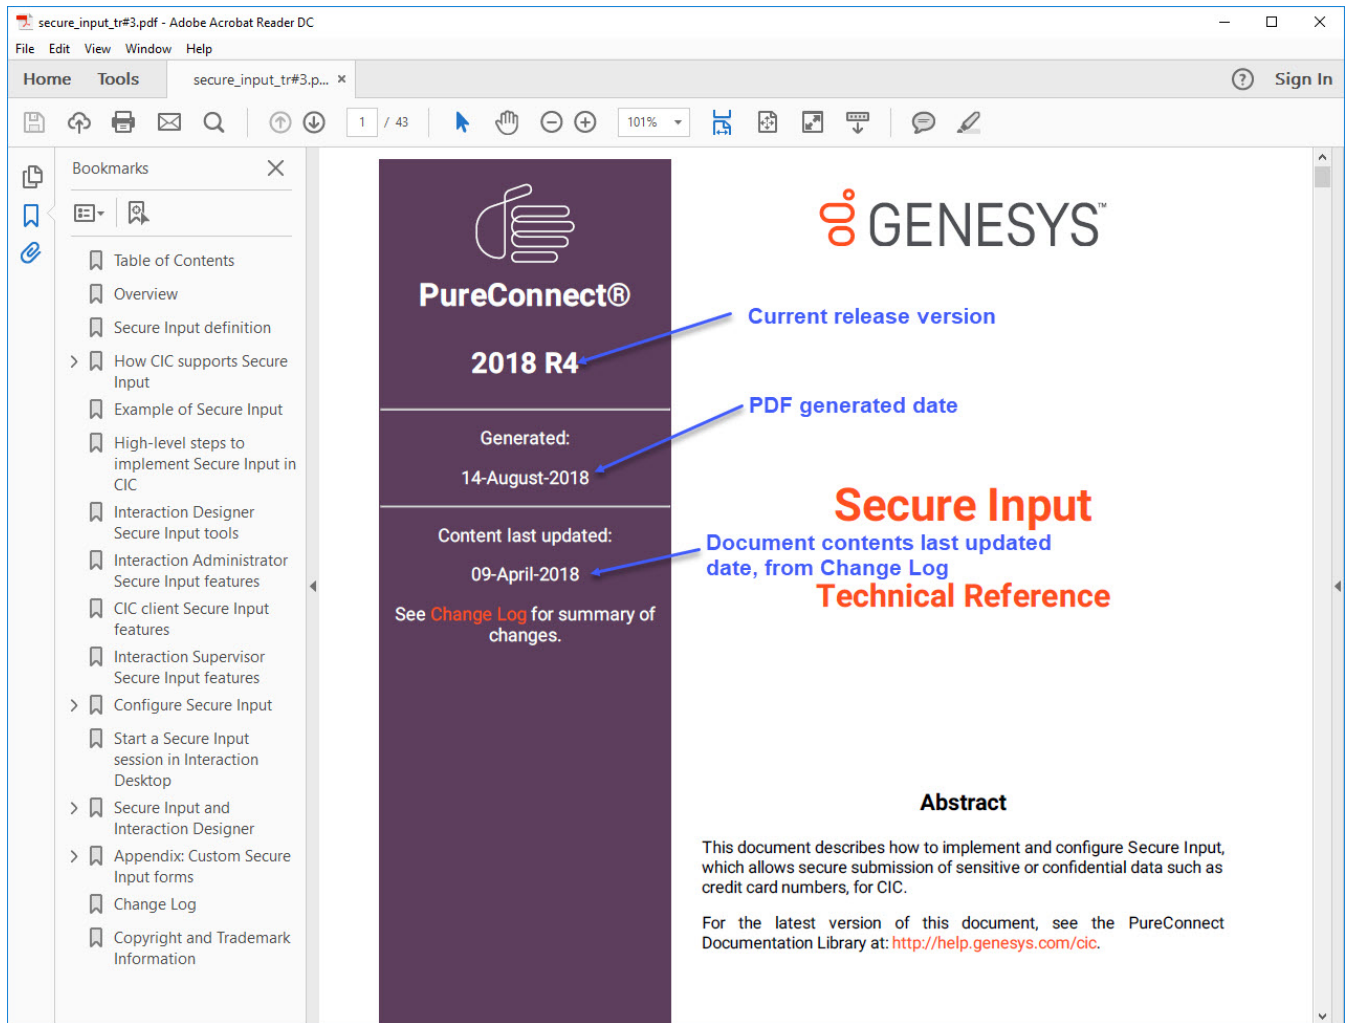 secure_input_tr#3.pdf - Adobe Acrobat Reader DC
File Edit View Window Help
Home Tools secure_input_tr#3.p... ×
Sign In
1 / 43
101%
Bookmarks
Table of Contents
Overview
Secure Input definition
How CIC supports Secure
Input
Example of Secure Input
High-level steps to
implement Secure Input in
CIC
Interaction Designer
Secure Input tools
Interaction Administrator
Secure Input features
CIC client Secure Input
features
Interaction Supervisor
Secure Input features
Configure Secure Input
Start a Secure Input
session in Interaction
Desktop
Secure Input and
Interaction Designer
Appendix: Custom Secure
Input forms
Change Log
Copyright and Trademark
Information
PureConnect®
2018 R4
Generated:
14-August-2018
Content last updated:
09-April-2018
See Change Log for summary of
changes.
GENESYS™
Current release version
PDF generated date
Secure Input
Document contents last updated
date, from Change Log
Technical Reference
Abstract
This document describes how to implement and configure Secure Input,
which allows secure submission of sensitive or confidential data such as
credit card numbers, for CIC.
For the latest version of this document, see the PureConnect
Documentation Library at: http://help.genesys.com/cic.